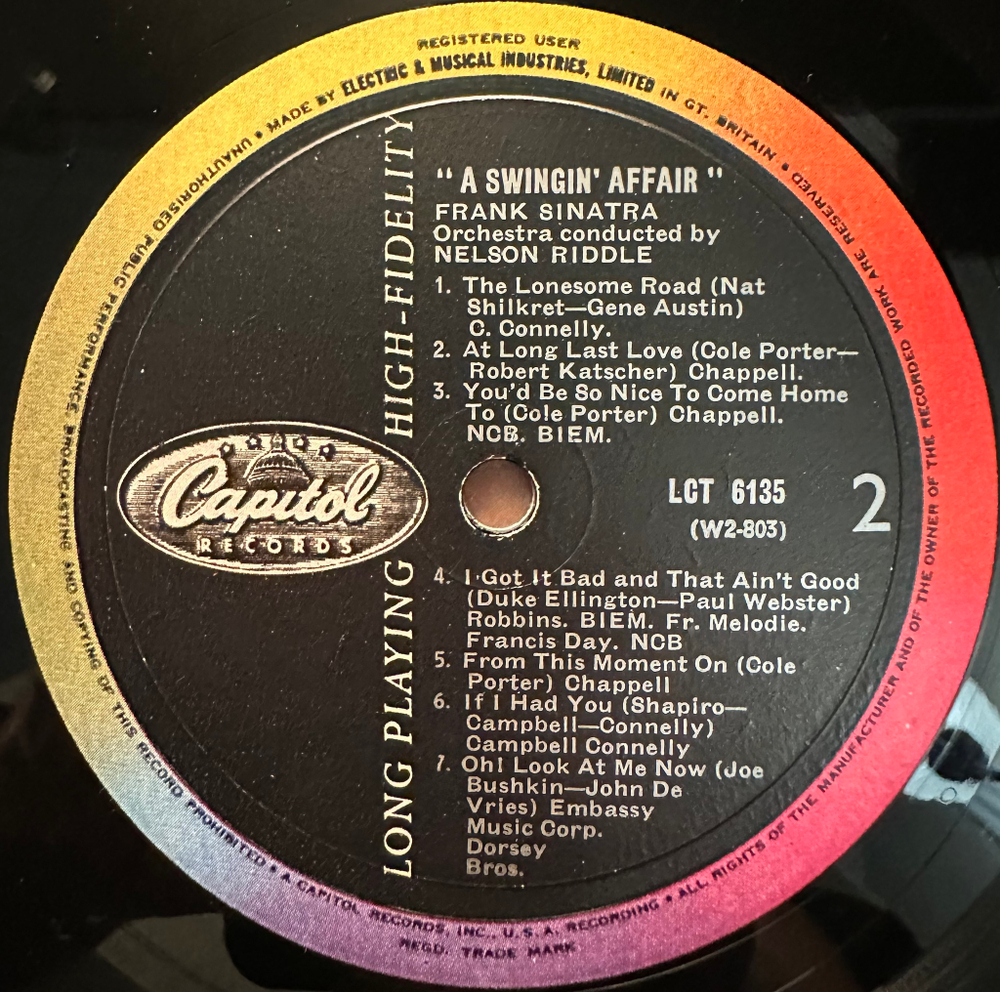 REGISTERED USER
UNAUTHORISED PUBLIC PERFORMANCE, BROADCASTING AND COPYING OF THIS RECORD PROHIBITED • A CAPITOL RECORDS, INC., U.S.A. RECORDING • ALL RIGHTS OF THE MANUFACTURER AND OF THE OWNER OF THE RECORDED WORK ARE RESERVED • MADE BY ELECTRIC & MUSICAL INDUSTRIES, LIMITED IN GT. BRITAIN •
REGD. TRADE MARK
LONG PLAYING HIGH-FIDELITY
Capitol
RECORDS
" A SWINGIN' AFFAIR "
FRANK SINATRA
Orchestra conducted by
NELSON RIDDLE
1. The Lonesome Road (Nat
Shilkret—Gene Austin)
C. Connelly.
2. At Long Last Love (Cole Porter—
Robert Katscher) Chappell.
3. You'd Be So Nice To Come Home
To (Cole Porter) Chappell.
NCB. BIEM.
LCT 6135
(W2-803)
2
4. I Got It Bad and That Ain't Good
(Duke Ellington—Paul Webster)
Robbins. BIEM. Fr. Melodie.
Francis Day. NCB
5. From This Moment On (Cole
Porter) Chappell
6. If I Had You (Shapiro—
Campbell—Connelly)
Campbell Connelly
7. Oh! Look At Me Now (Joe
Bushkin—John De
Vries) Embassy
Music Corp.
Dorsey
Bros.